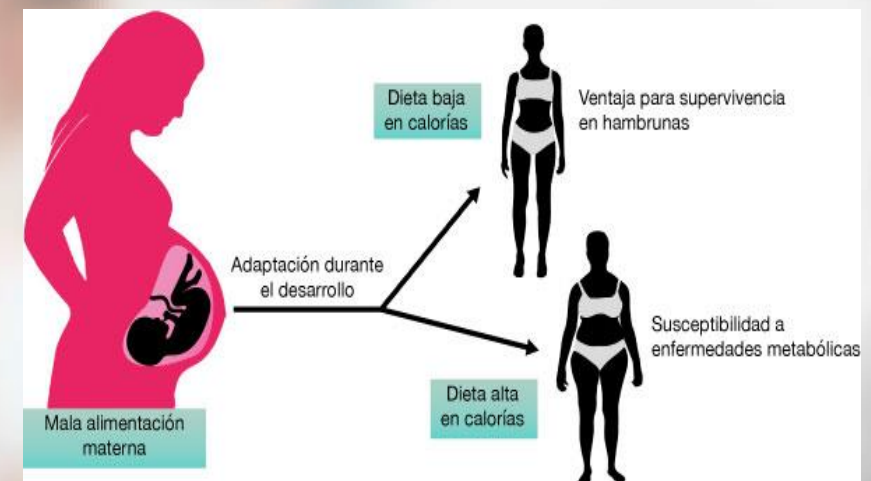 Dieta baja
en calorías
Ventaja para supervivencia
en hambrunas
Adaptación durante
el desarrollo
Susceptibilidad a
enfermedades metabólicas
Dieta alta
en calorías
Mala alimentación
materna